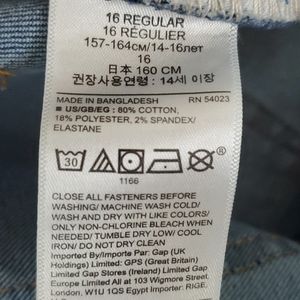 16 REGULAR
16 RÉGULIER
157-164см/14-16лет
16
日本 160 CM
권장사용연령 : 14세 이장
MADE IN BANGLADESH RN 54023
■ US/GB/EG : 80% COTTON,
18% POLYESTER, 2% SPANDEX/
ELASTANE
30
1166
CLOSE ALL FASTENERS BEFORE
WASHING/ MACHINE WASH COLD/
WASH AND DRY WITH LIKE COLORS/
ONLY NON-CHLORINE BLEACH WHEN
NEEDED/ TUMBLE DRY LOW/ COOL
IRON/ DO NOT DRY CLEAN
Imported By/Importe Par: Gap (UK
Holdings) Limited: GPS (Great Britain)
Limited Gap Stores (Ireland) Limited Gap
Europe Limited All at 103 Wigmore Street,
London, W1U 1QS Egypt Importer: RIGE,